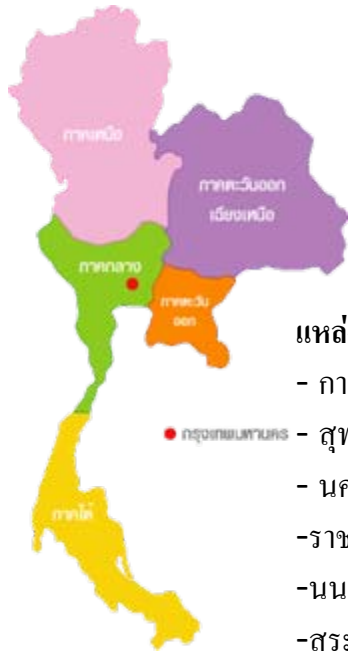 ภาคเหนือ
ภาคตะวันออก
เฉียงเหนือ
ภาคกลาง
ภาคตะวัน
ออก
แหล่
- กา
● กรุงเทพมหานคร - สุท
- นค
-ราช
-นน
ภาคใต้
-สระ